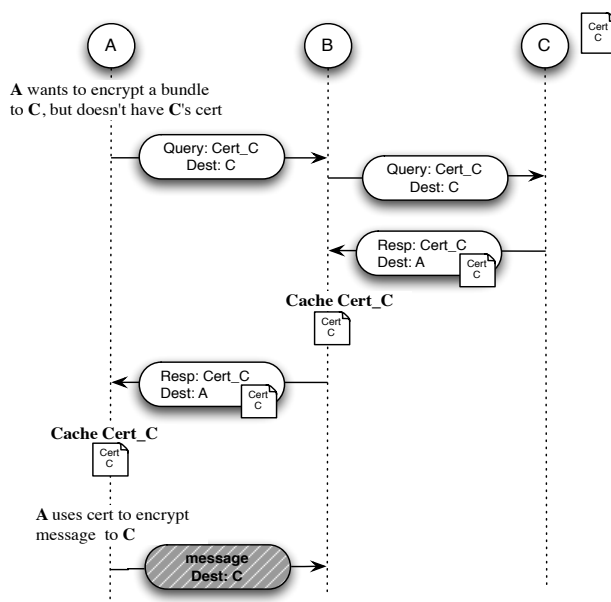 A
B
C
Cert
C
A wants to encrypt a bundle
to C, but doesn't have C's cert
Query: Cert_C
Dest: C
Query: Cert_C
Dest: C
Resp: Cert_C
Dest: A
Cert
C
Cache Cert_C
Cert
C
Resp: Cert_C
Dest: A
Cert
C
Cache Cert_C
Cert
C
A uses cert to encrypt
message to C
message
Dest: C